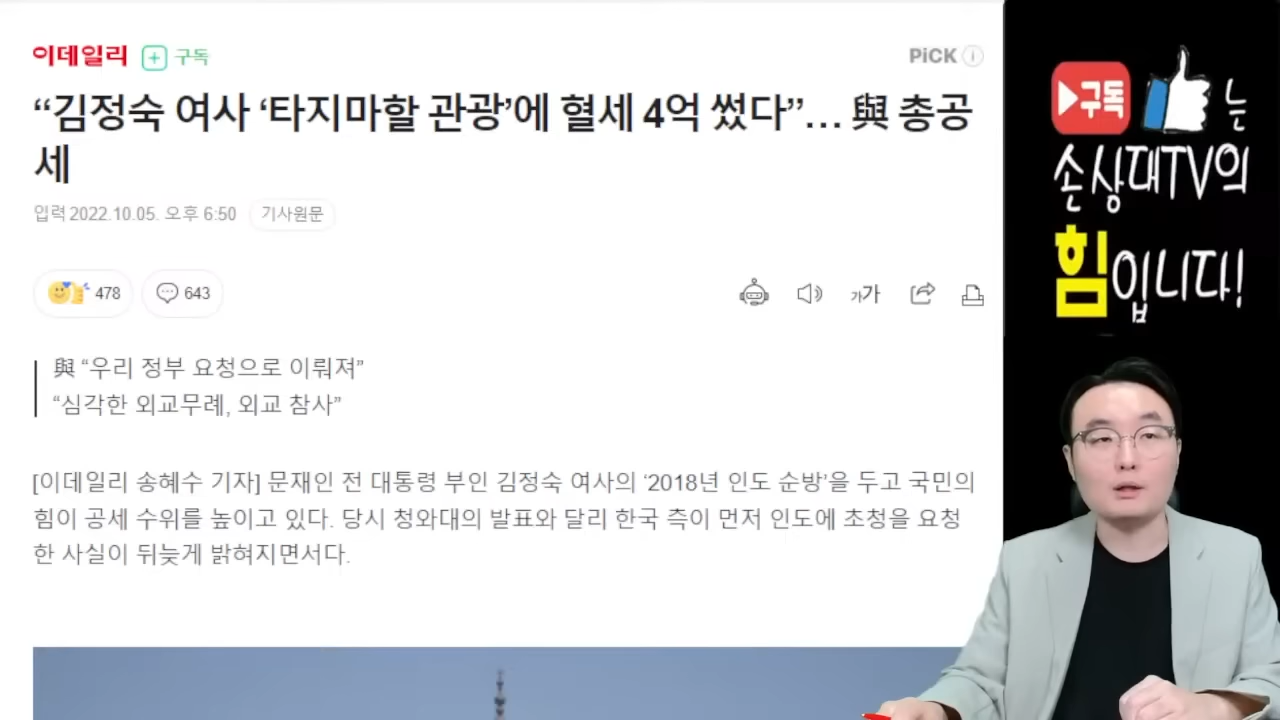 이데일리 + 구독
PiCK i
“김정숙 여사 ‘타지마할 관광’에 혈세 4억 썼다”… 與 총공
세
입력 2022.10.05. 오후 6:50 기사원문
478 643
가가
與 “우리 정부 요청으로 이뤄져”
“심각한 외교무례, 외교 참사”
[이데일리 송혜수 기자] 문재인 전 대통령 부인 김정숙 여사의 ‘2018년 인도 순방’을 두고 국민의
힘이 공세 수위를 높이고 있다. 당시 청와대의 발표와 달리 한국 측이 먼저 인도에 초청을 요청
한 사실이 뒤늦게 밝혀지면서다.
구독 는
손상대TV의
힘입니다!